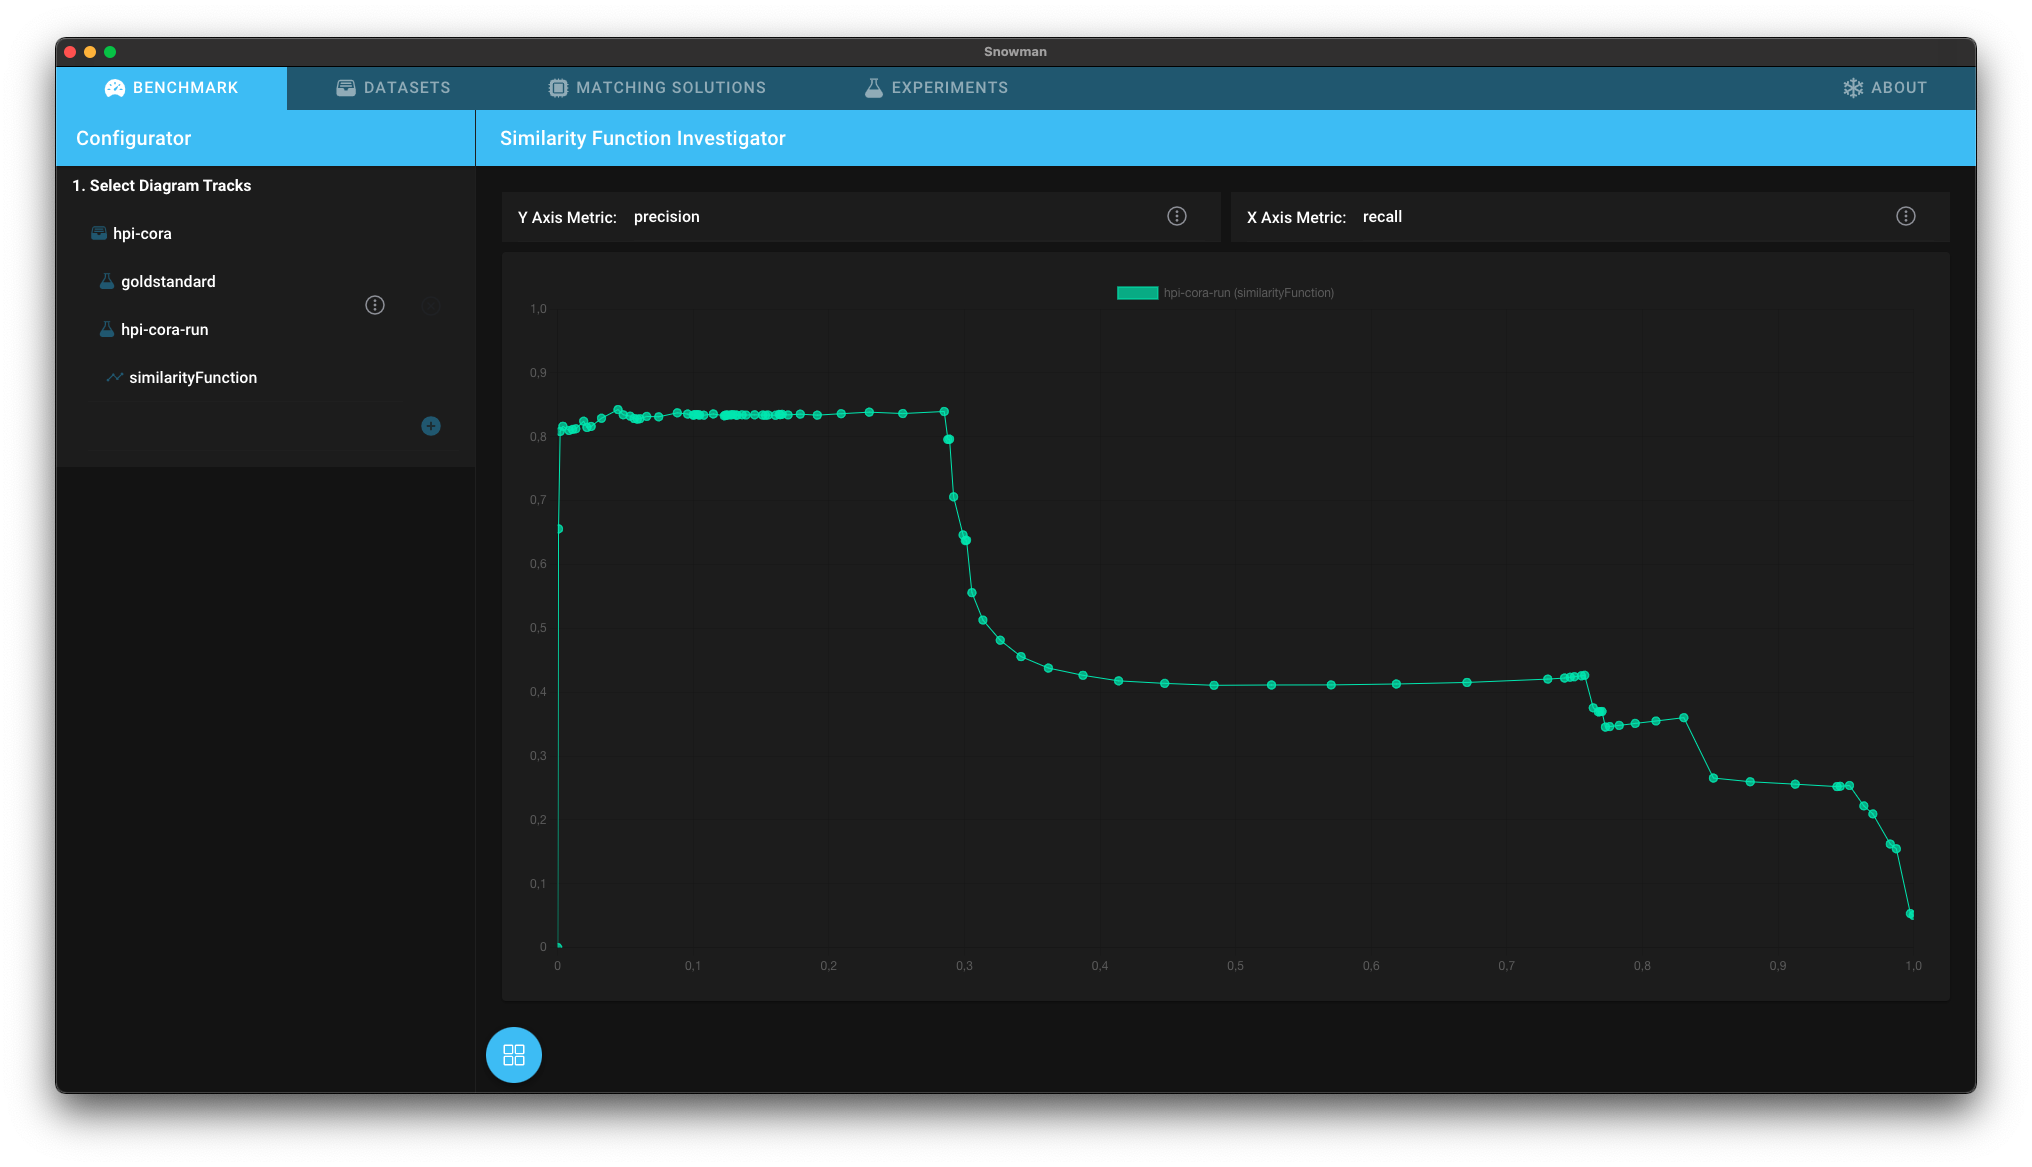 Snowman
BENCHMARK
DATASETS
MATCHING SOLUTIONS
EXPERIMENTS
ABOUT
Configurator
Similarity Function Investigator
1. Select Diagram Tracks
hpi-cora
goldstandard
hpi-cora-run
similarityFunction
Y Axis Metric: precision
X Axis Metric: recall
hpi-cora-run (similarityFunction)
1,0
0,9
0,8
0,7
0,6
0,5
0,4
0,3
0,2
0,1
0
0 0,1 0,2 0,3 0,4 0,5 0,6 0,7 0,8 0,9 1,0